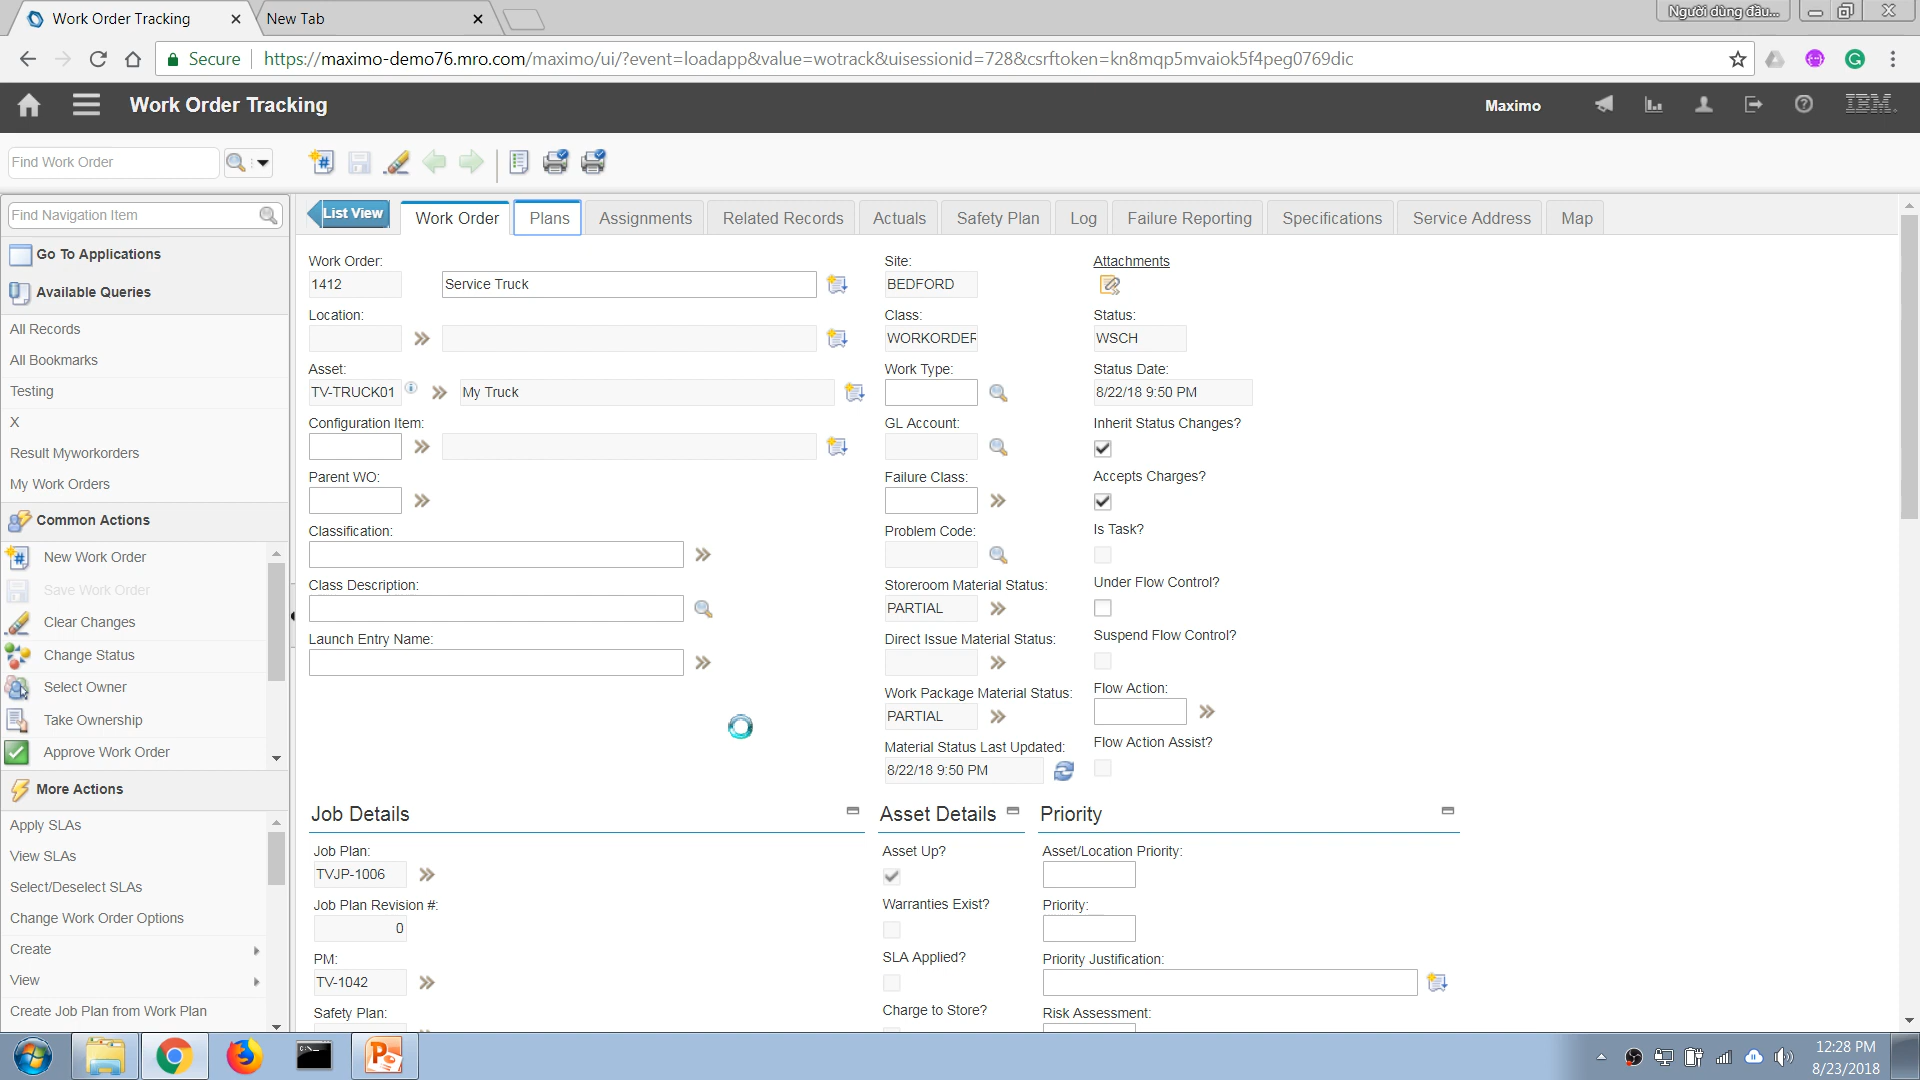 Work Order Tracking
New Tab
Người dùng đầu...
Secure
https://maximo-demo76.mro.com/maximo/ui/?event=loadapp&value=wotrack&uisessionid=728&csrftoken=kn8mqp5mvaiok5f4peg0769dic
Work Order Tracking
Maximo
IBM.
Find Work Order
Find Navigation Item
Go To Applications
Available Queries
All Records
All Bookmarks
Testing
X
Result Myworkorders
My Work Orders
Common Actions
New Work Order
Save Work Order
Clear Changes
Change Status
Select Owner
Take Ownership
Approve Work Order
More Actions
Apply SLAs
View SLAs
Select/Deselect SLAs
Change Work Order Options
Create
View
Create Job Plan from Work Plan
List View
Work Order
Plans
Assignments
Related Records
Actuals
Safety Plan
Log
Failure Reporting
Specifications
Service Address
Map
Work Order:
1412
Service Truck
Location:
Asset:
TV-TRUCK01
My Truck
Configuration Item:
Parent WO:
Classification:
Class Description:
Launch Entry Name:
Site:
BEDFORD
Class:
WORKORDER
Work Type:
GL Account:
Failure Class:
Problem Code:
Storeroom Material Status:
PARTIAL
Direct Issue Material Status:
Work Package Material Status:
PARTIAL
Material Status Last Updated:
8/22/18 9:50 PM
Attachments
Status:
WSCH
Status Date:
8/22/18 9:50 PM
Inherit Status Changes?
Accepts Charges?
Is Task?
Under Flow Control?
Suspend Flow Control?
Flow Action:
Flow Action Assist?
Job Details
Job Plan:
TVJP-1006
Job Plan Revision #:
0
PM:
TV-1042
Safety Plan:
Asset Details
Asset Up?
Warranties Exist?
SLA Applied?
Charge to Store?
Priority
Asset/Location Priority:
Priority:
Priority Justification:
Risk Assessment:
12:28 PM
8/23/2018